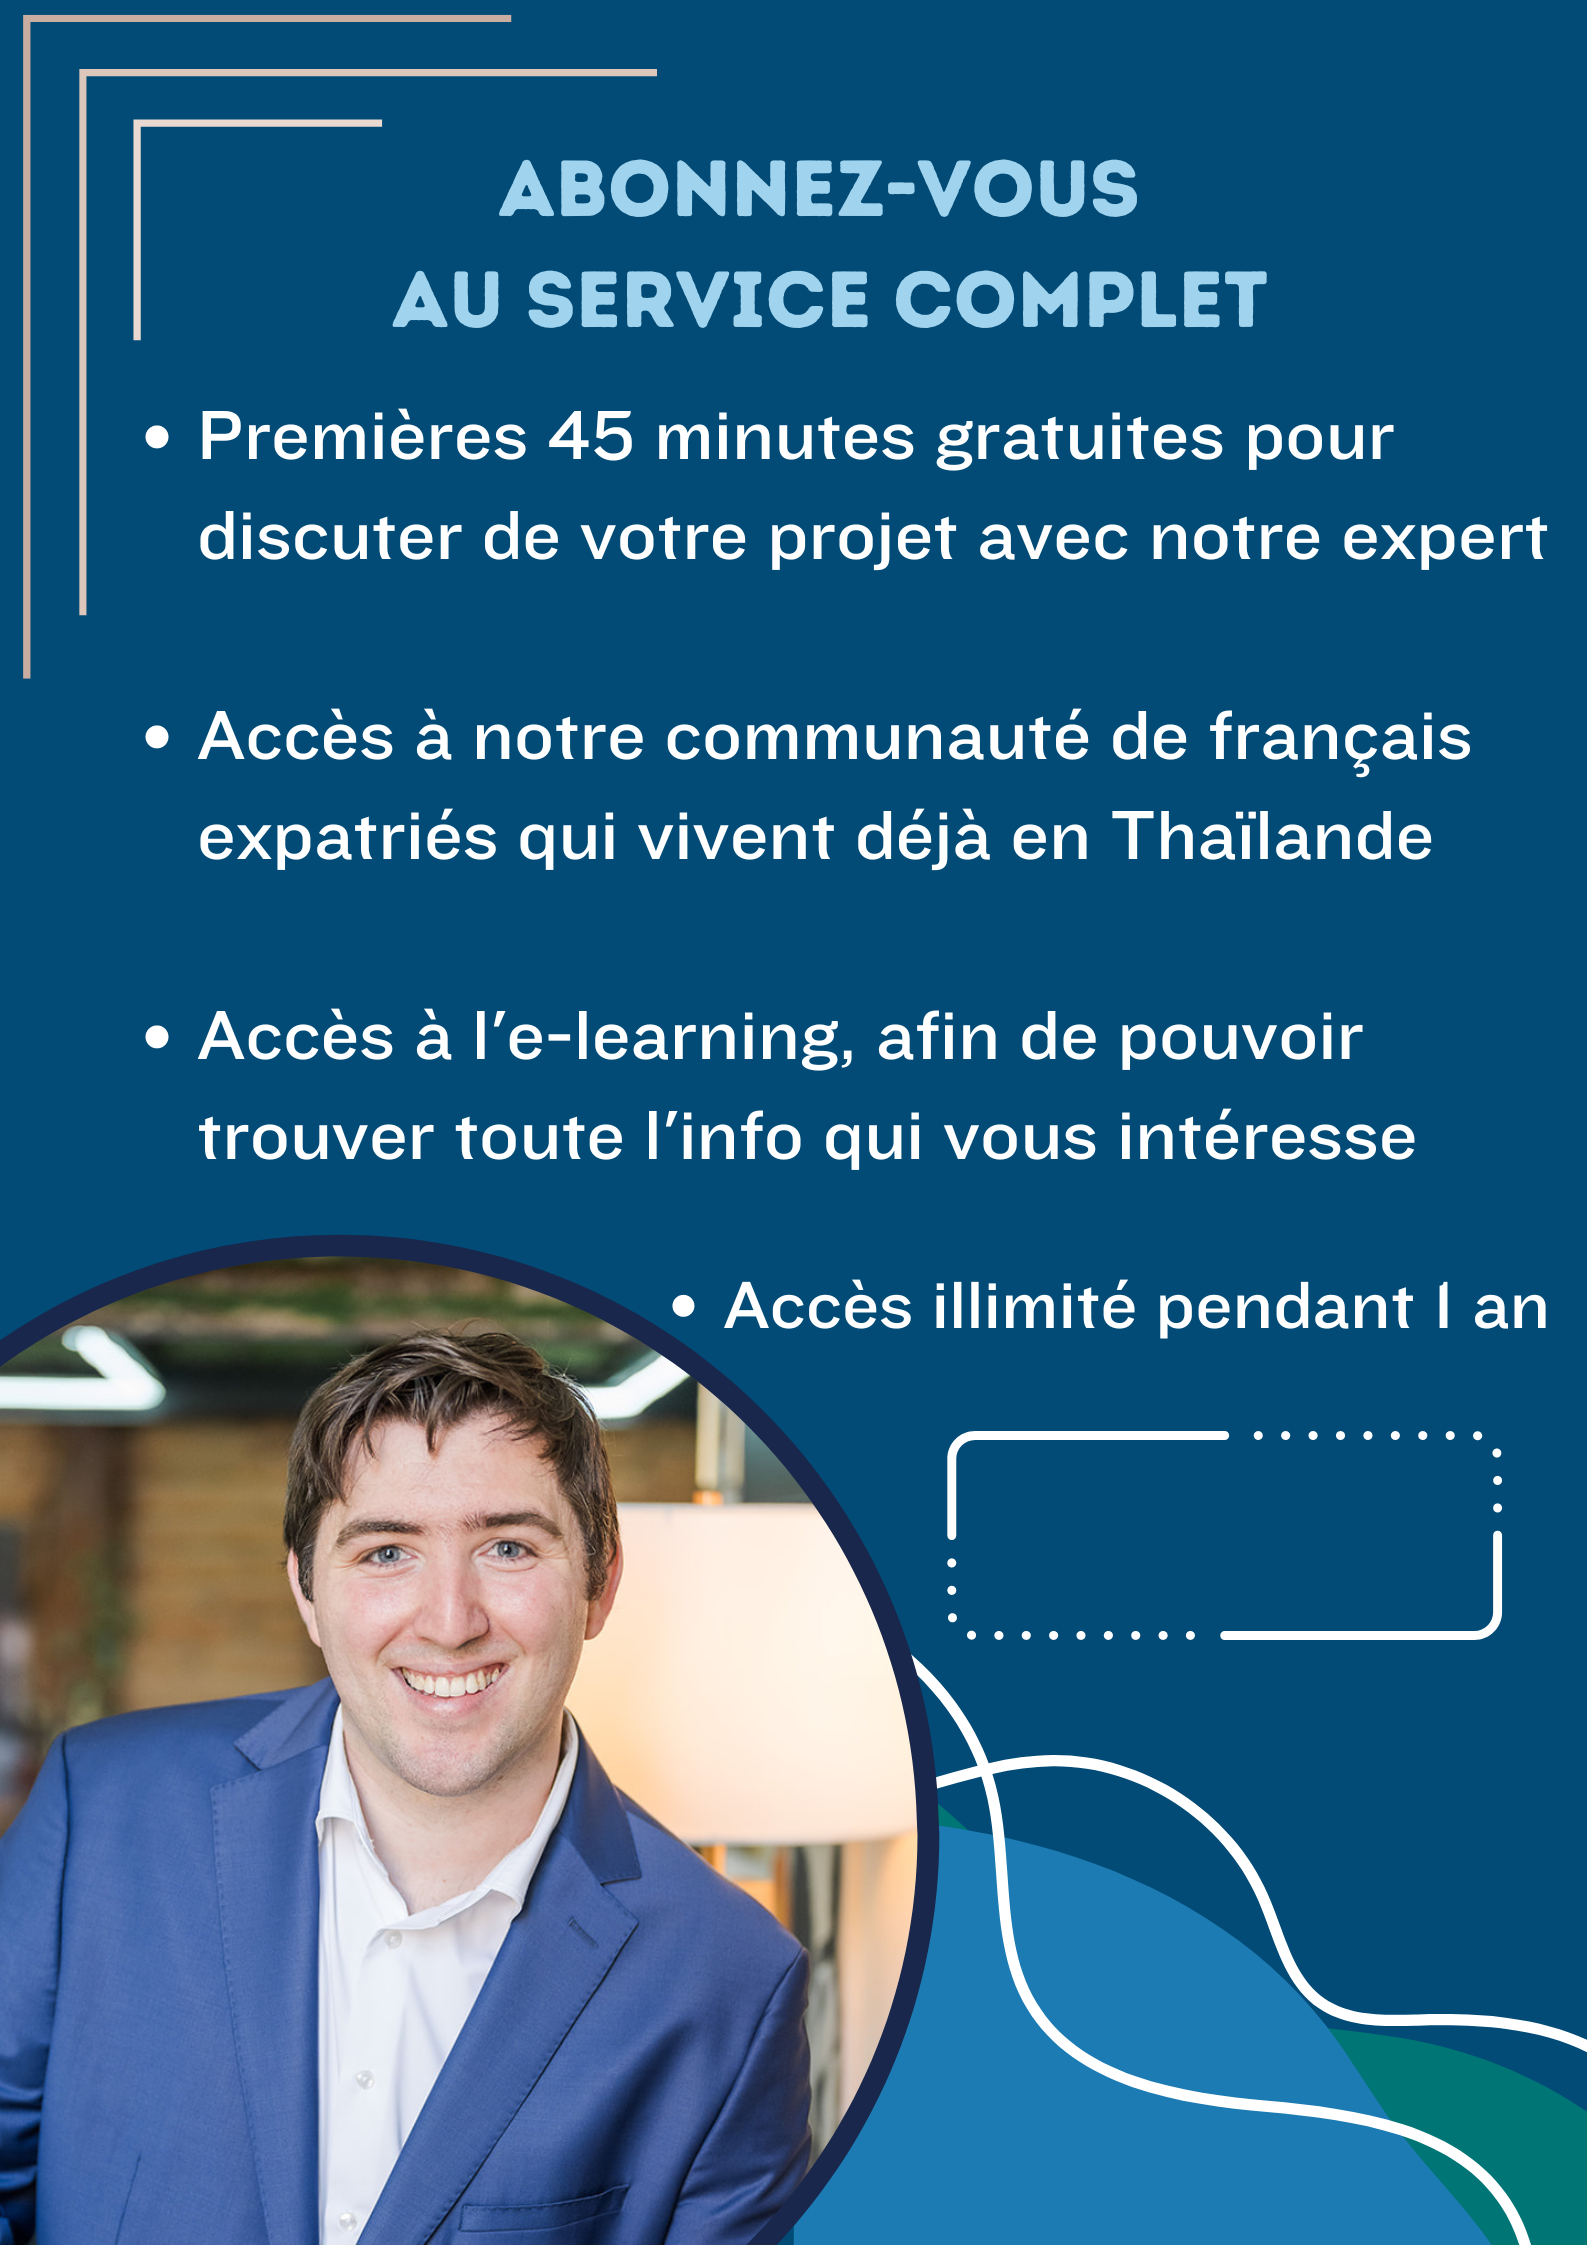 ABONNEZ-VOUS
AU SERVICE COMPLET
• Premières 45 minutes gratuites pour
discuter de votre projet avec notre expert
• Accès à notre communauté de français
expatriés qui vivent déjà en Thaïlande
• Accès à l'e-learning, afin de pouvoir
trouver toute l'info qui vous intéresse
• Accès illimité pendant 1 an